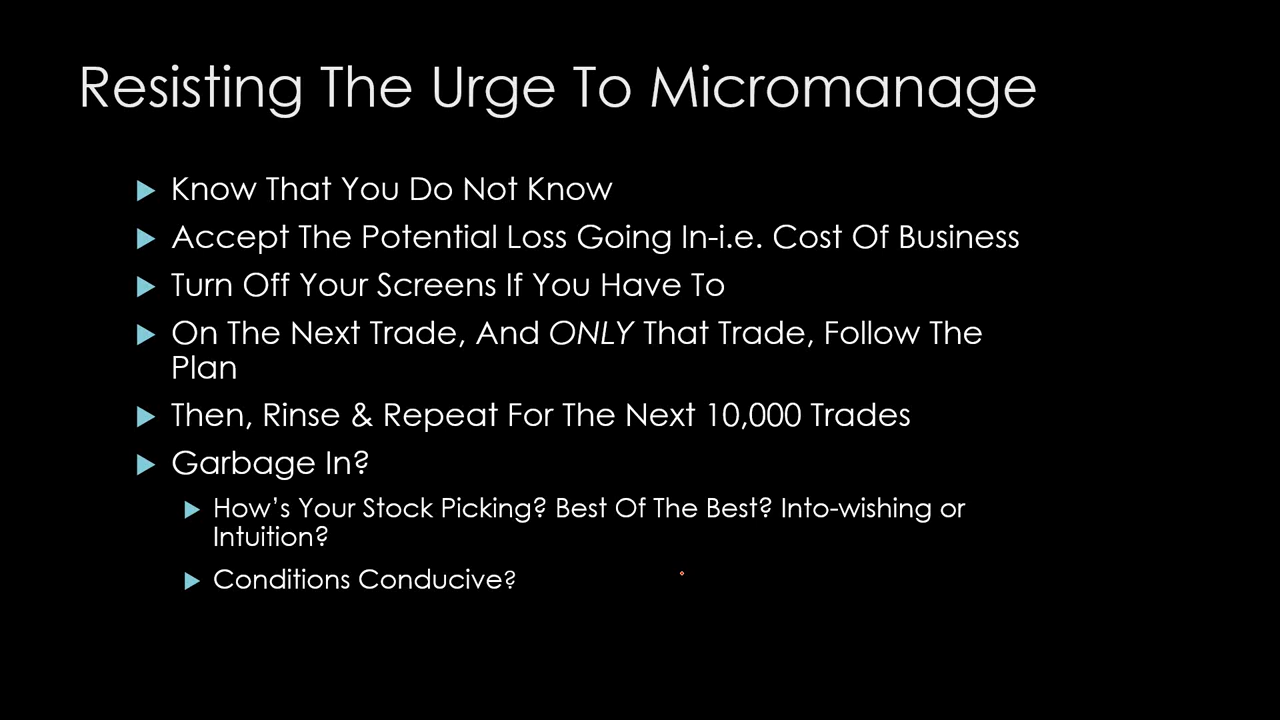 Resisting The Urge To Micromanage
Know That You Do Not Know
Accept The Potential Loss Going In-i.e. Cost Of Business
Turn Off Your Screens If You Have To
On The Next Trade, And ONLY That Trade, Follow The
Plan
Then, Rinse & Repeat For The Next 10,000 Trades
Garbage In?
How’s Your Stock Picking? Best Of The Best? Into-wishing or
Intuition?
Conditions Conducive?